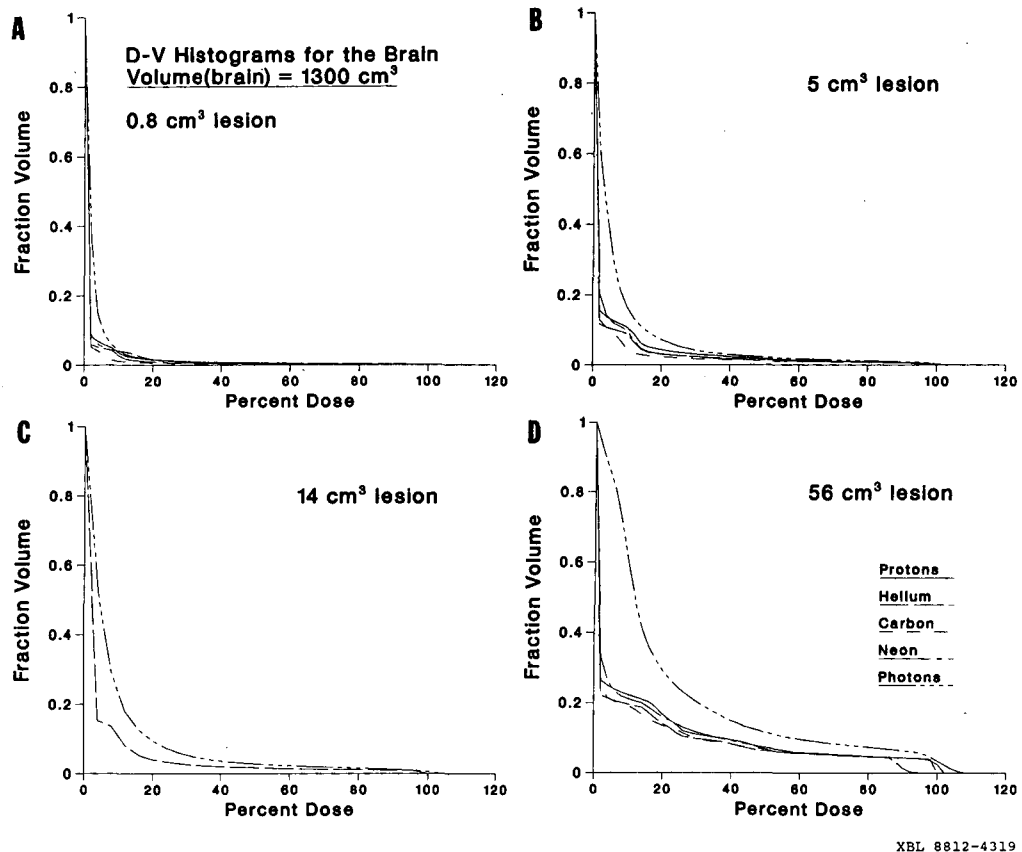 A
D-V Histograms for the Brain
Volume(brain) = 1300 cm³
0.8 cm³ lesion
Fraction Volume
1
0.8
0.6
0.4
0.2
0
0 20 40 60 80 100 120
Percent Dose
B
5 cm³ lesion
Fraction Volume
1
0.8
0.6
0.4
0.2
0
0 20 40 60 80 100 120
Percent Dose
C
14 cm³ lesion
Fraction Volume
1
0.8
0.6
0.4
0.2
0
0 20 40 60 80 100 120
Percent Dose
D
56 cm³ lesion
Protons
Helium
Carbon
Neon
Photons
Fraction Volume
1
0.8
0.6
0.4
0.2
0
0 20 40 60 80 100 120
Percent Dose
XBL 8812-4319